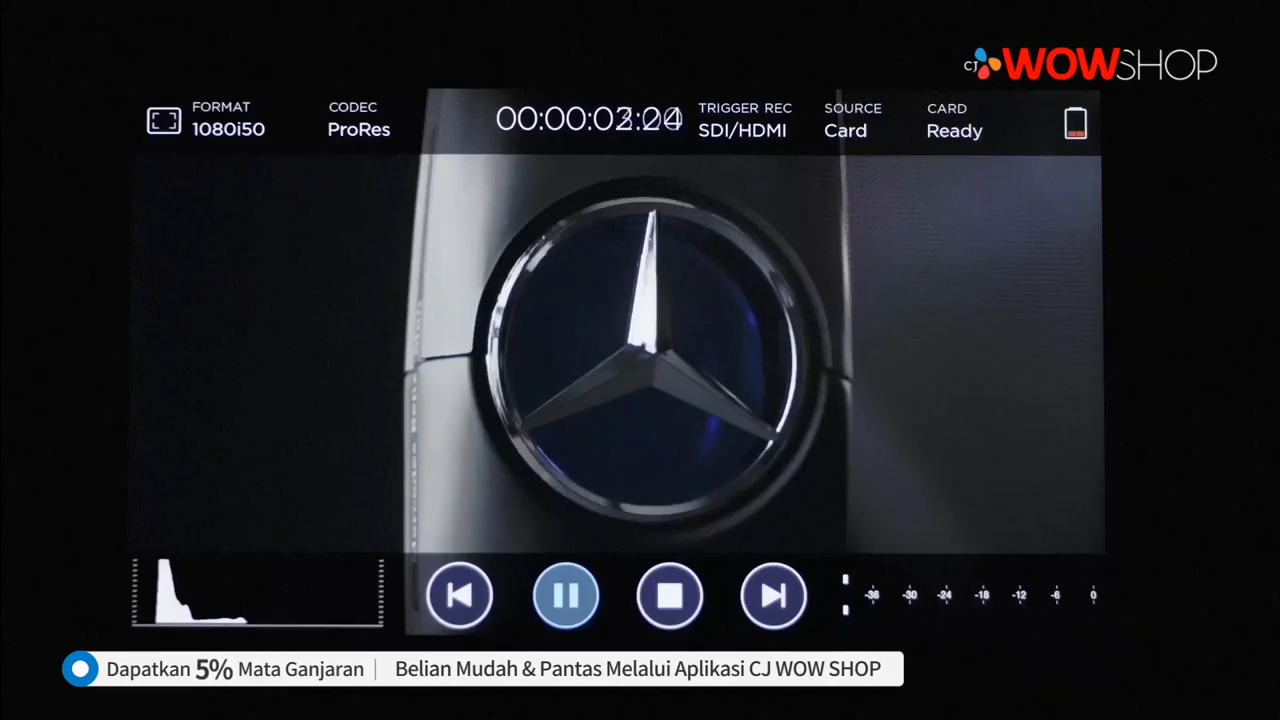 CJ WOWSHOP
FORMAT
1080i50
CODEC
ProRes
TRIGGER REC
SDI/HDMI
SOURCE
Card
CARD
Ready
-36 -30 -24 -18 -12 -6 0
Dapatkan 5% Mata Ganjaran | Belian Mudah & Pantas Melalui Aplikasi CJ WOW SHOP